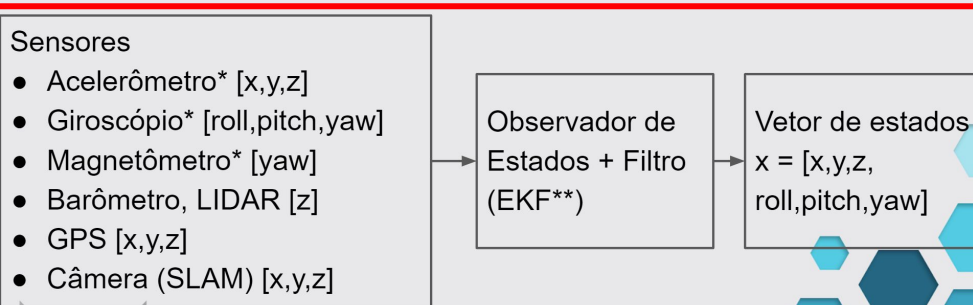 Sensores
● Acelerômetro* [x,y,z]
● Giroscópio* [roll,pitch,yaw]
● Magnetômetro* [yaw]
● Barômetro, LIDAR [z]
● GPS [x,y,z]
● Câmera (SLAM) [x,y,z]
Observador de
Estados + Filtro
(EKF**)
Vetor de estados
x = [x,y,z,
roll,pitch,yaw]